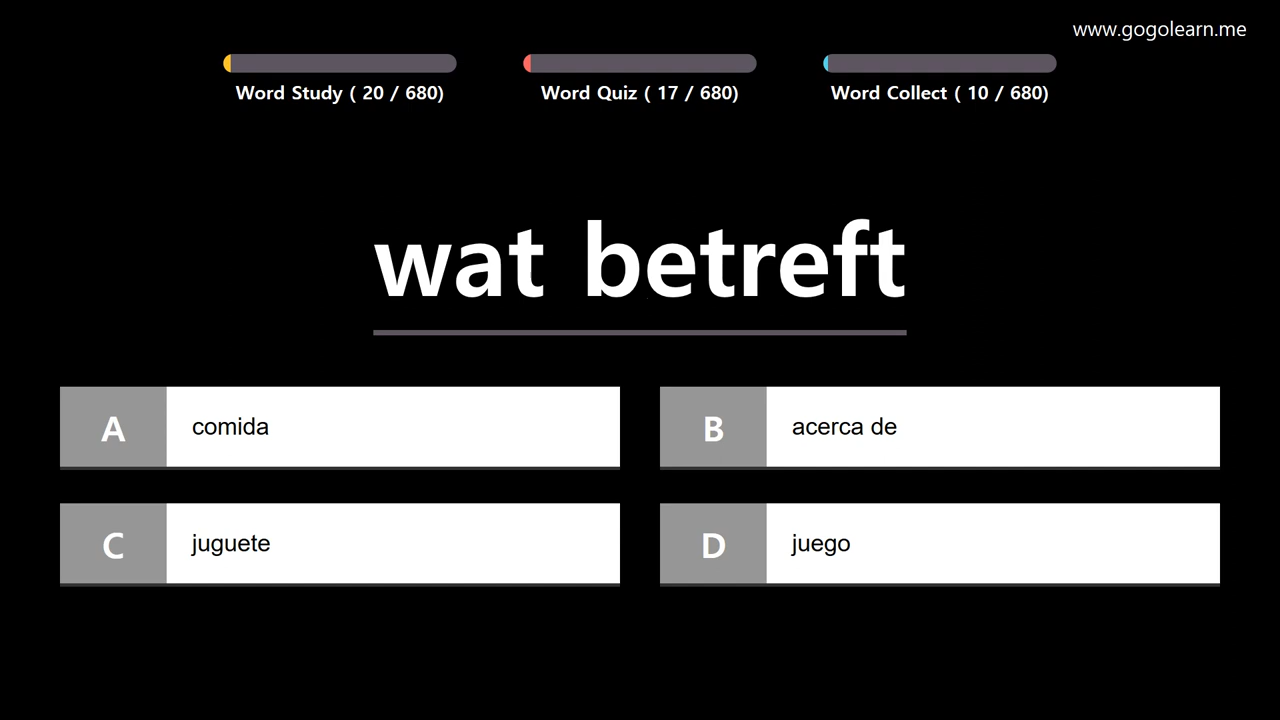 www.gogolearn.me
Word Study ( 20 / 680)
Word Quiz ( 17 / 680)
Word Collect ( 10 / 680)
wat betreft
A comida
B acerca de
C juguete
D juego